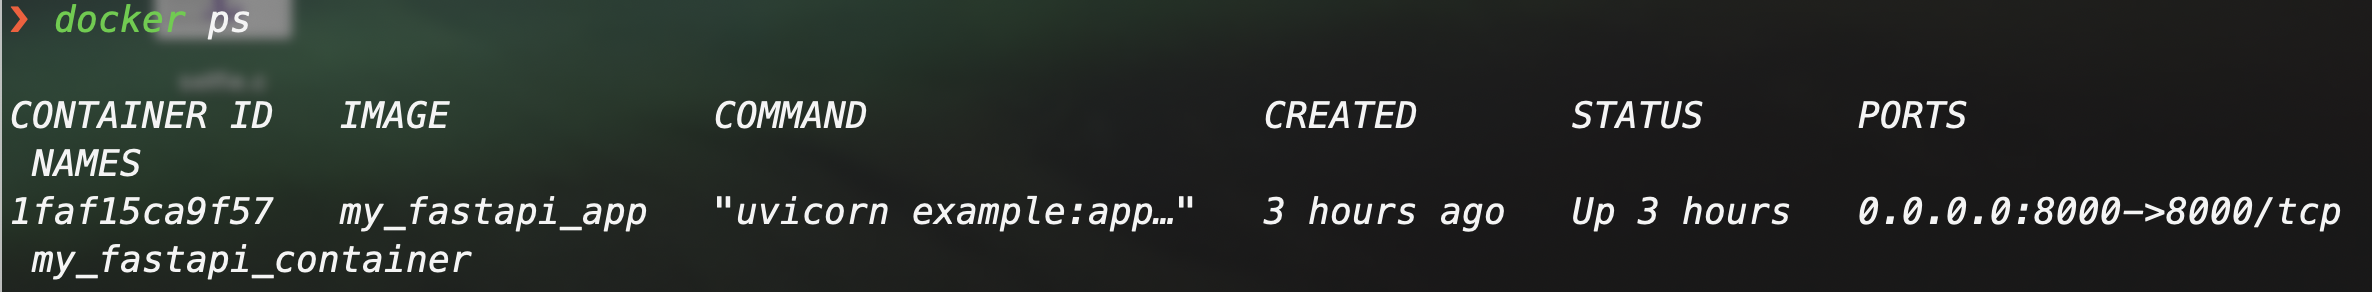 ❯ docker ps
CONTAINER ID   IMAGE            COMMAND                  CREATED       STATUS       PORTS
 NAMES
1faf15ca9f57   my_fastapi_app   "uvicorn example:app…"   3 hours ago   Up 3 hours   0.0.0.0:8000->8000/tcp
 my_fastapi_container